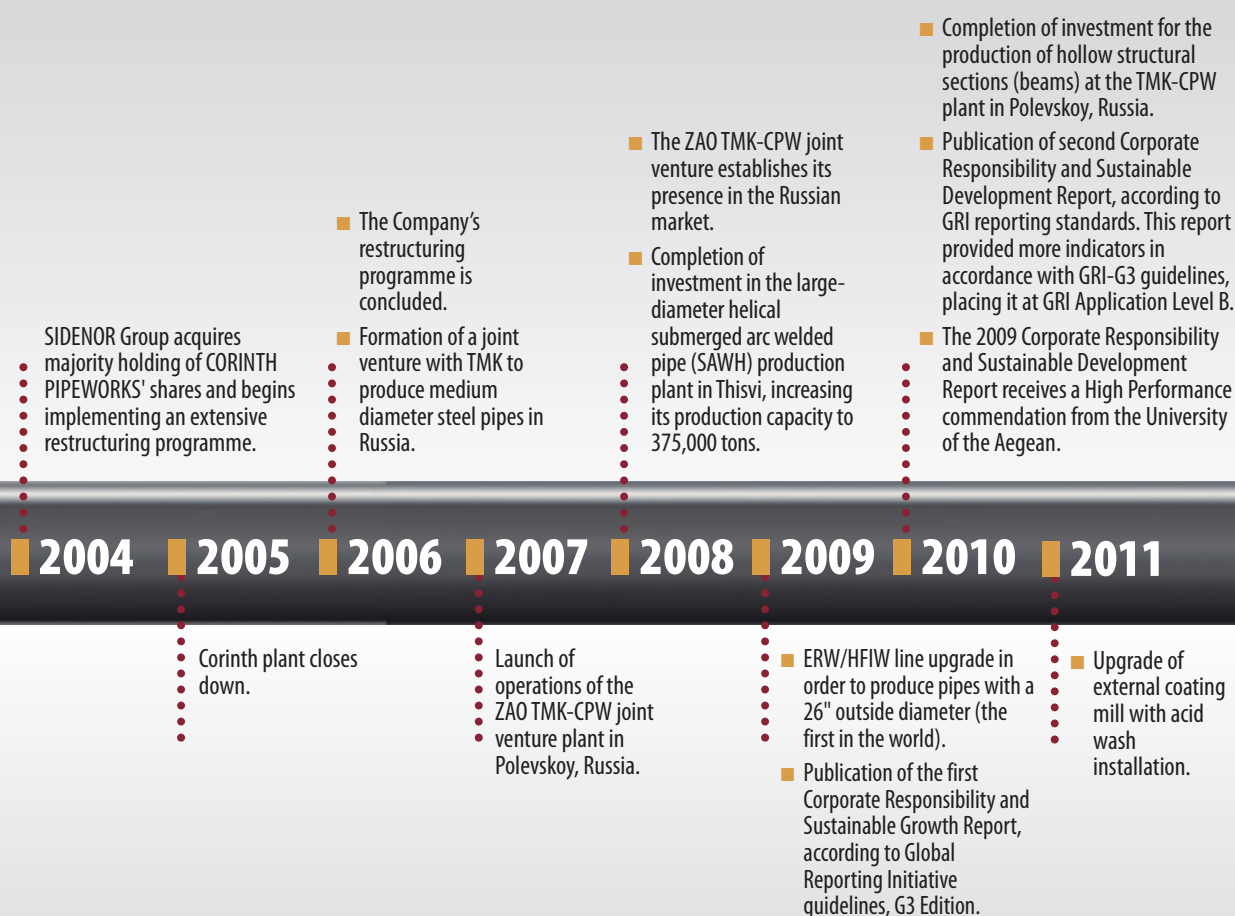 SIDENOR Group acquires
majority holding of CORINTH
PIPEWORKS' shares and begins
implementing an extensive
restructuring programme.
The Company's
restructuring
programme is
concluded.
Formation of a joint
venture with TMK to
produce medium
diameter steel pipes in
Russia.
The ZAO TMK-CPW joint
venture establishes its
presence in the Russian
market.
Completion of
investment in the large-
diameter helical
submerged arc welded
pipe (SAWH) production
plant in Thisvi, increasing
its production capacity to
375,000 tons.
Completion of investment for the
production of hollow structural
sections (beams) at the TMK-CPW
plant in Polevskoy, Russia.
Publication of second Corporate
Responsibility and Sustainable
Development Report, according to
GRI reporting standards. This report
provided more indicators in
accordance with GRI-G3 guidelines,
placing it at GRI Application Level B.
The 2009 Corporate Responsibility
and Sustainable Development
Report receives a High Performance
commendation from the University
of the Aegean.
2004 2005 2006 2007 2008 2009 2010 2011
Corinth plant closes
down.
Launch of
operations of the
ZAO TMK-CPW joint
venture plant in
Polevskoy, Russia.
ERW/HFIW line upgrade in
order to produce pipes with a
26" outside diameter (the
first in the world).
Publication of the first
Corporate Responsibility and
Sustainable Growth Report,
according to Global
Reporting Initiative
guidelines, G3 Edition.
Upgrade of
external coating
mill with acid
wash
installation.